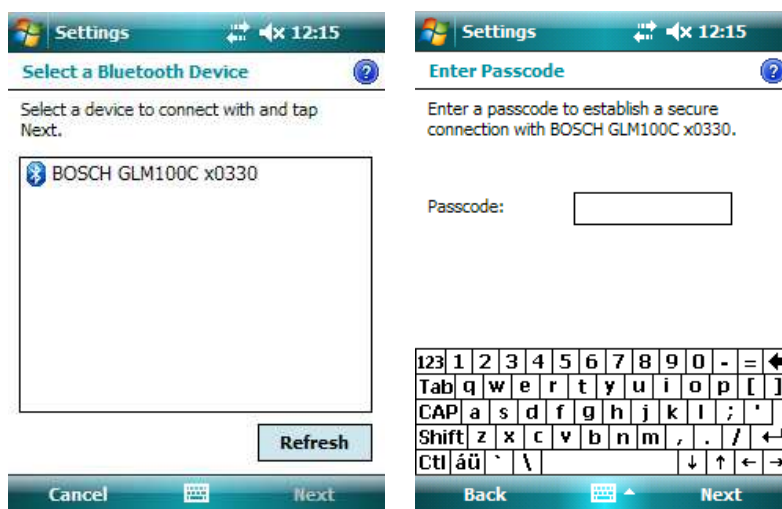 Settings 12:15
Select a Bluetooth Device
Select a device to connect with and tap
Next.
BOSCH GLM100C x0330
Refresh
Cancel Next
Settings 12:15
Enter Passcode
Enter a passcode to establish a secure
connection with BOSCH GLM100C x0330.
Passcode:
123 1 2 3 4 5 6 7 8 9 0 - =
Tab q w e r t y u i o p [ ]
CAP a s d f g h j k l ; '
Shift z x c v b n m , . /
Ctl áü ` \ ↓ ↑ ← →
Back Next